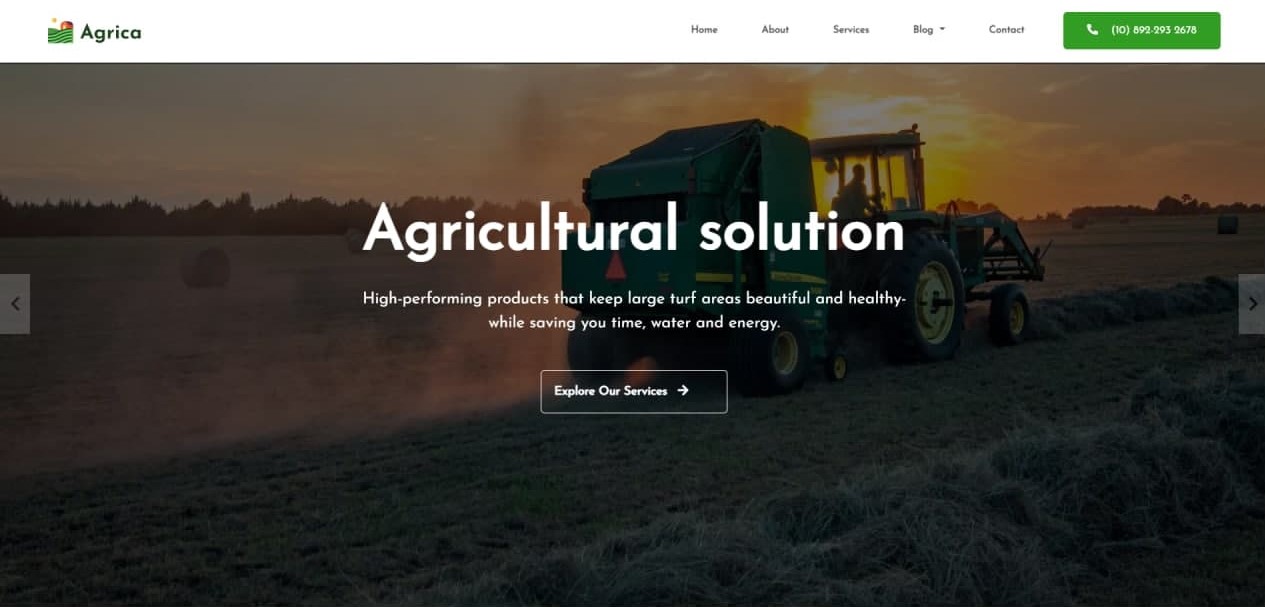 Agrica
Home About Services Blog Contact (10) 892-293 2678
Agricultural solution
High-performing products that keep large turf areas beautiful and healthy-
while saving you time, water and energy.
Explore Our Services